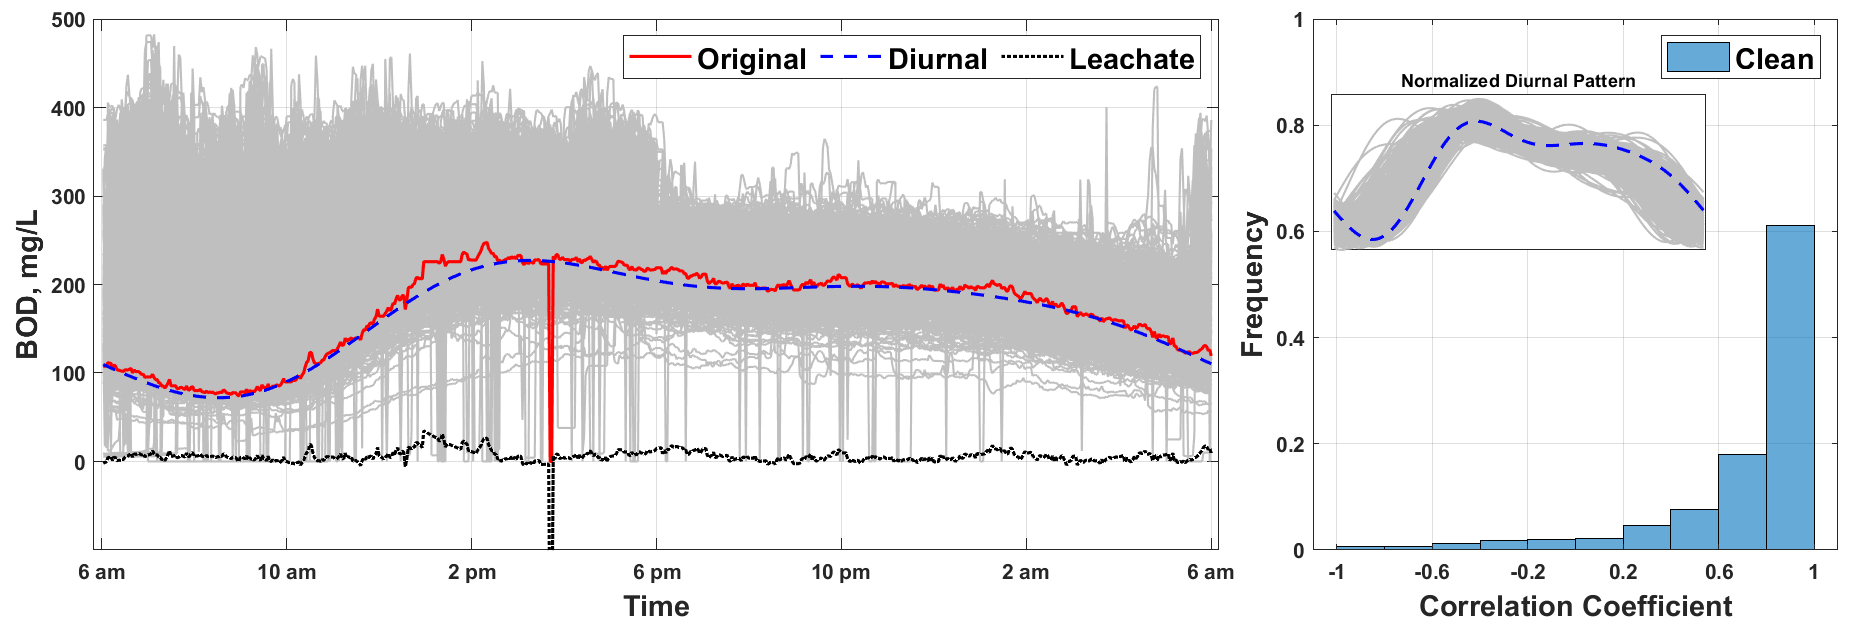 500
400
300
200
100
0
BOD, mg/L
Original Diurnal Leachate
6 am 10 am 2 pm 6 pm 10 pm 2 am 6 am
Time
1
0.8
0.6
0.4
0.2
0
Frequency
Clean
Normalized Diurnal Pattern
-1 -0.6 -0.2 0.2 0.6 1
Correlation Coefficient